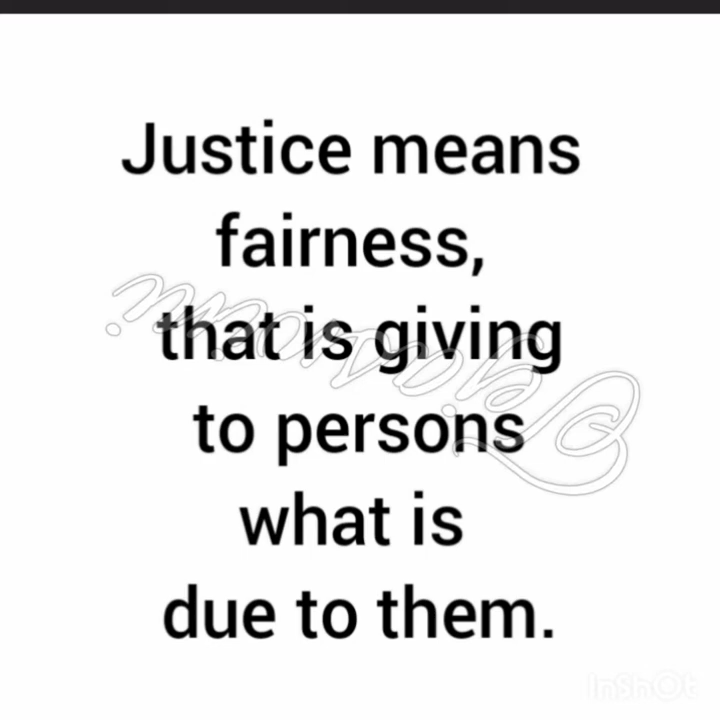 Justice means
fairness,
that is giving
to persons
what is
due to them.
InShOt